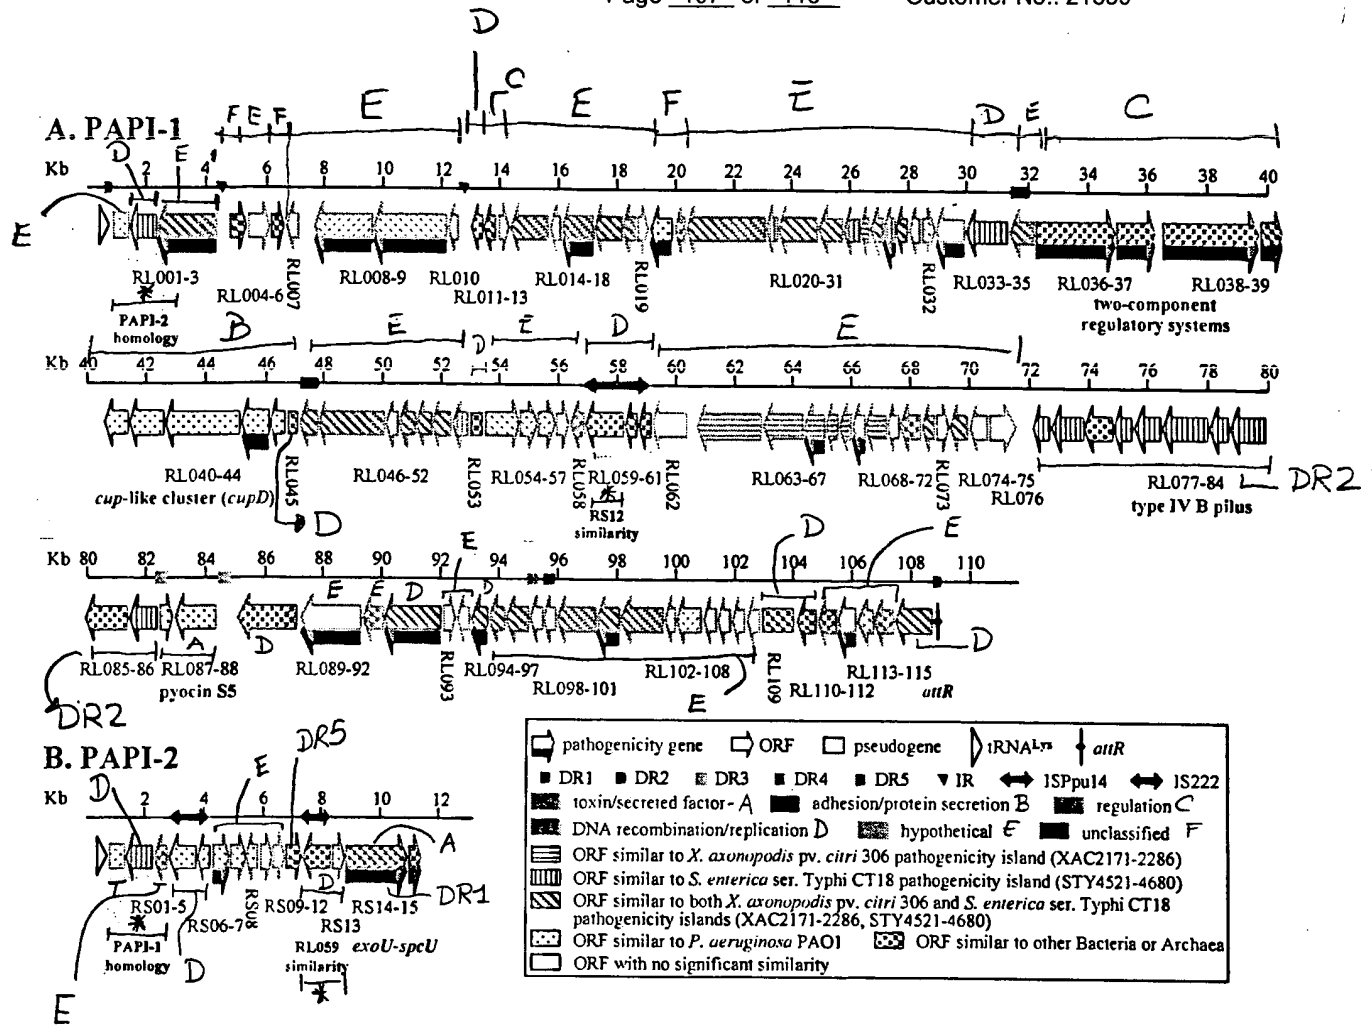 Customer No.:
D
F E F E C E F E D E C
A. PAPI-1
D E
Kb 2 4 6 8 10 12 14 16 18 20 22 24 26 28 30 32 34 36 38 40
E
RL001-3 RL004-6 RL007 RL008-9 RL010 RL011-13 RL014-18 RL019 RL020-31 RL032 RL033-35 RL036-37 RL038-39
two-component
regulatory systems
*
PAPI-2
homology
B E D E D E
40 42 44 46 48 50 52 54 56 58 60 62 64 66 68 70 72 74 76 78 80
RL040-44 RL045 RL046-52 RL053 RL054-57 RL058 RL059-61 RL062 RL063-67 RL068-72 RL073 RL074-75 RL076 RL077-84 DR2
cup-like cluster (cupD) D
*
RS12
similarity
type IV B pilus
E D E
Kb 80 82 84 86 88 90 92 94 96 98 100 102 104 106 108 110
E E D D
A D D
RL085-86 RL087-88 RL089-92 RL093 RL094-97 RL098-101 RL102-108 RL109 RL110-112 RL113-115 attR
pyocin S5
E
DR2
B. PAPI-2
D E DR5
Kb 2 4 6 8 10 12
A
D DR1
RS01-5 RS06-7 RS08 RS09-12 RS13 RS14-15
*
PAPI-1
homology
D
RL059
similarity
*
exoU-spcU
E
pathogenicity gene ORF pseudogene tRNALys attR
DR1 DR2 DR3 DR4 DR5 IR ISPpu14 IS222
toxin/secreted factor-A adhesion/protein secretion B regulation C
DNA recombination/replication D hypothetical E unclassified F
ORF similar to X. axonopodis pv. citri 306 pathogenicity island (XAC2171-2286)
ORF similar to S. enterica ser. Typhi CT18 pathogenicity island (STY4521-4680)
ORF similar to both X. axonopodis pv. citri 306 and S. enterica ser. Typhi CT18
pathogenicity islands (XAC2171-2286, STY4521-4680)
ORF similar to P. aeruginosa PAO1 ORF similar to other Bacteria or Archaea
ORF with no significant similarity